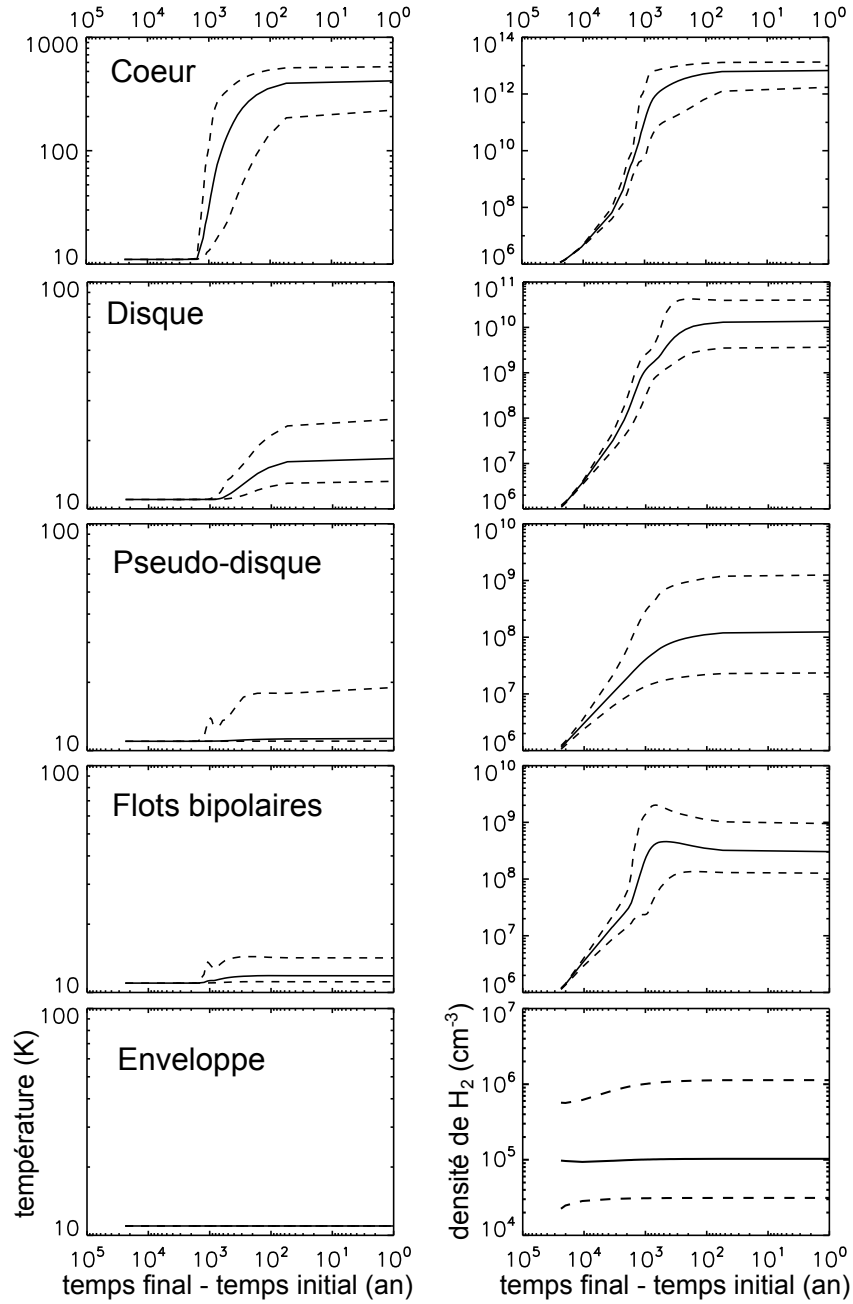 10⁵ 10⁴ 10³ 10² 10¹ 10⁰
10⁵ 10⁴ 10³ 10² 10¹ 10⁰
1000
100
10
Coeur
10¹⁴
10¹²
10¹⁰
10⁸
10⁶
100
10
Disque
10¹¹
10¹⁰
10⁹
10⁸
10⁷
10⁶
100
10
Pseudo-disque
10¹⁰
10⁹
10⁸
10⁷
10⁶
100
10
Flots bipolaires
10¹⁰
10⁹
10⁸
10⁷
10⁶
température (K)
100
10
Enveloppe
densité de H₂ (cm⁻³)
10⁷
10⁶
10⁵
10⁴
10⁵ 10⁴ 10³ 10² 10¹ 10⁰
10⁵ 10⁴ 10³ 10² 10¹ 10⁰
temps final - temps initial (an)
temps final - temps initial (an)